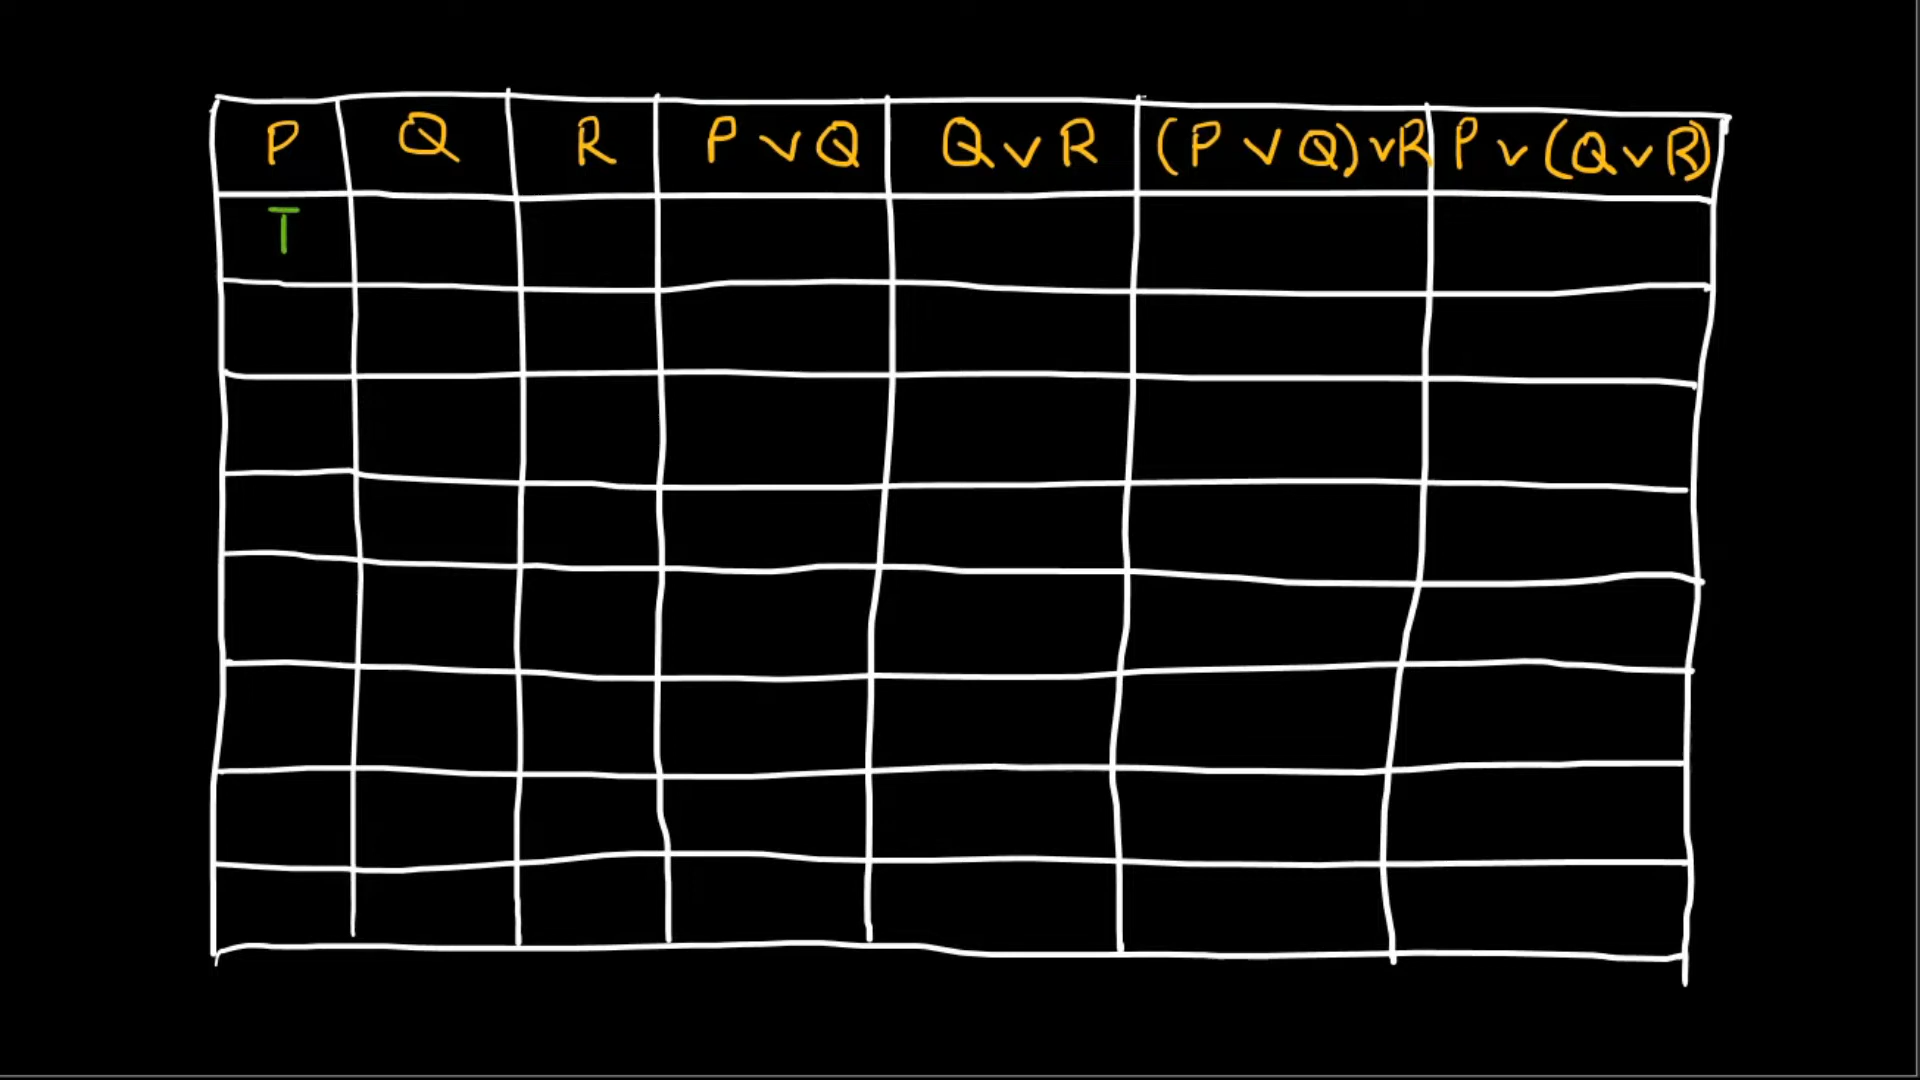 P Q R P ∨ Q Q ∨ R (P ∨ Q) ∨ R P ∨ (Q ∨ R)
T